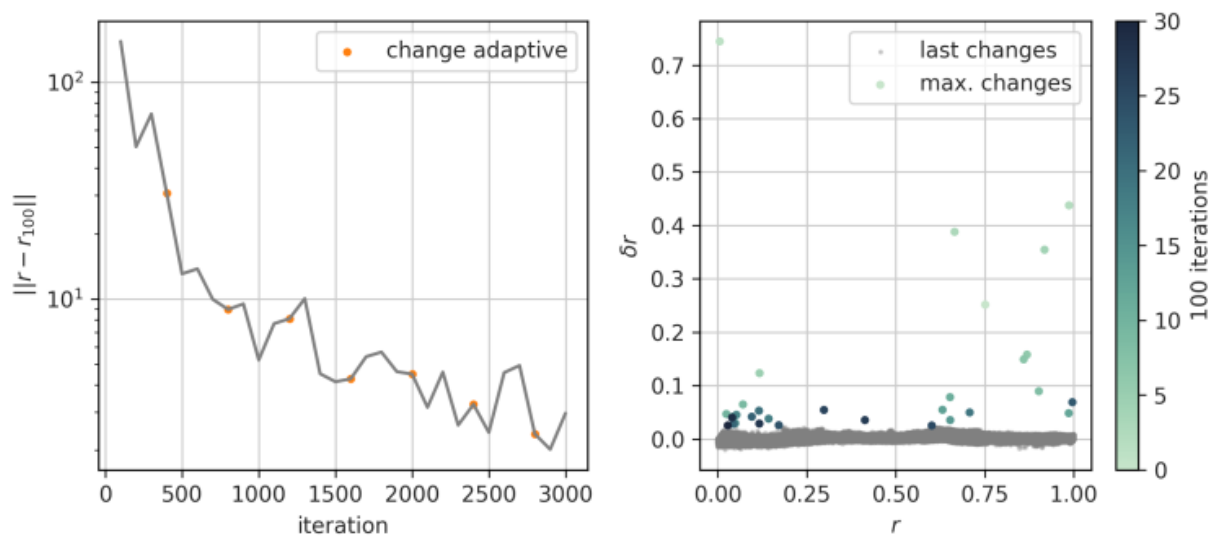 change adaptive
10²
10¹
||r − r₁₀₀||
0 500 1000 1500 2000 2500 3000
iteration
last changes
max. changes
0.7
0.6
0.5
0.4
0.3
0.2
0.1
0.0
δr
0.00 0.25 0.50 0.75 1.00
r
30
25
20
15
10
5
0
100 iterations